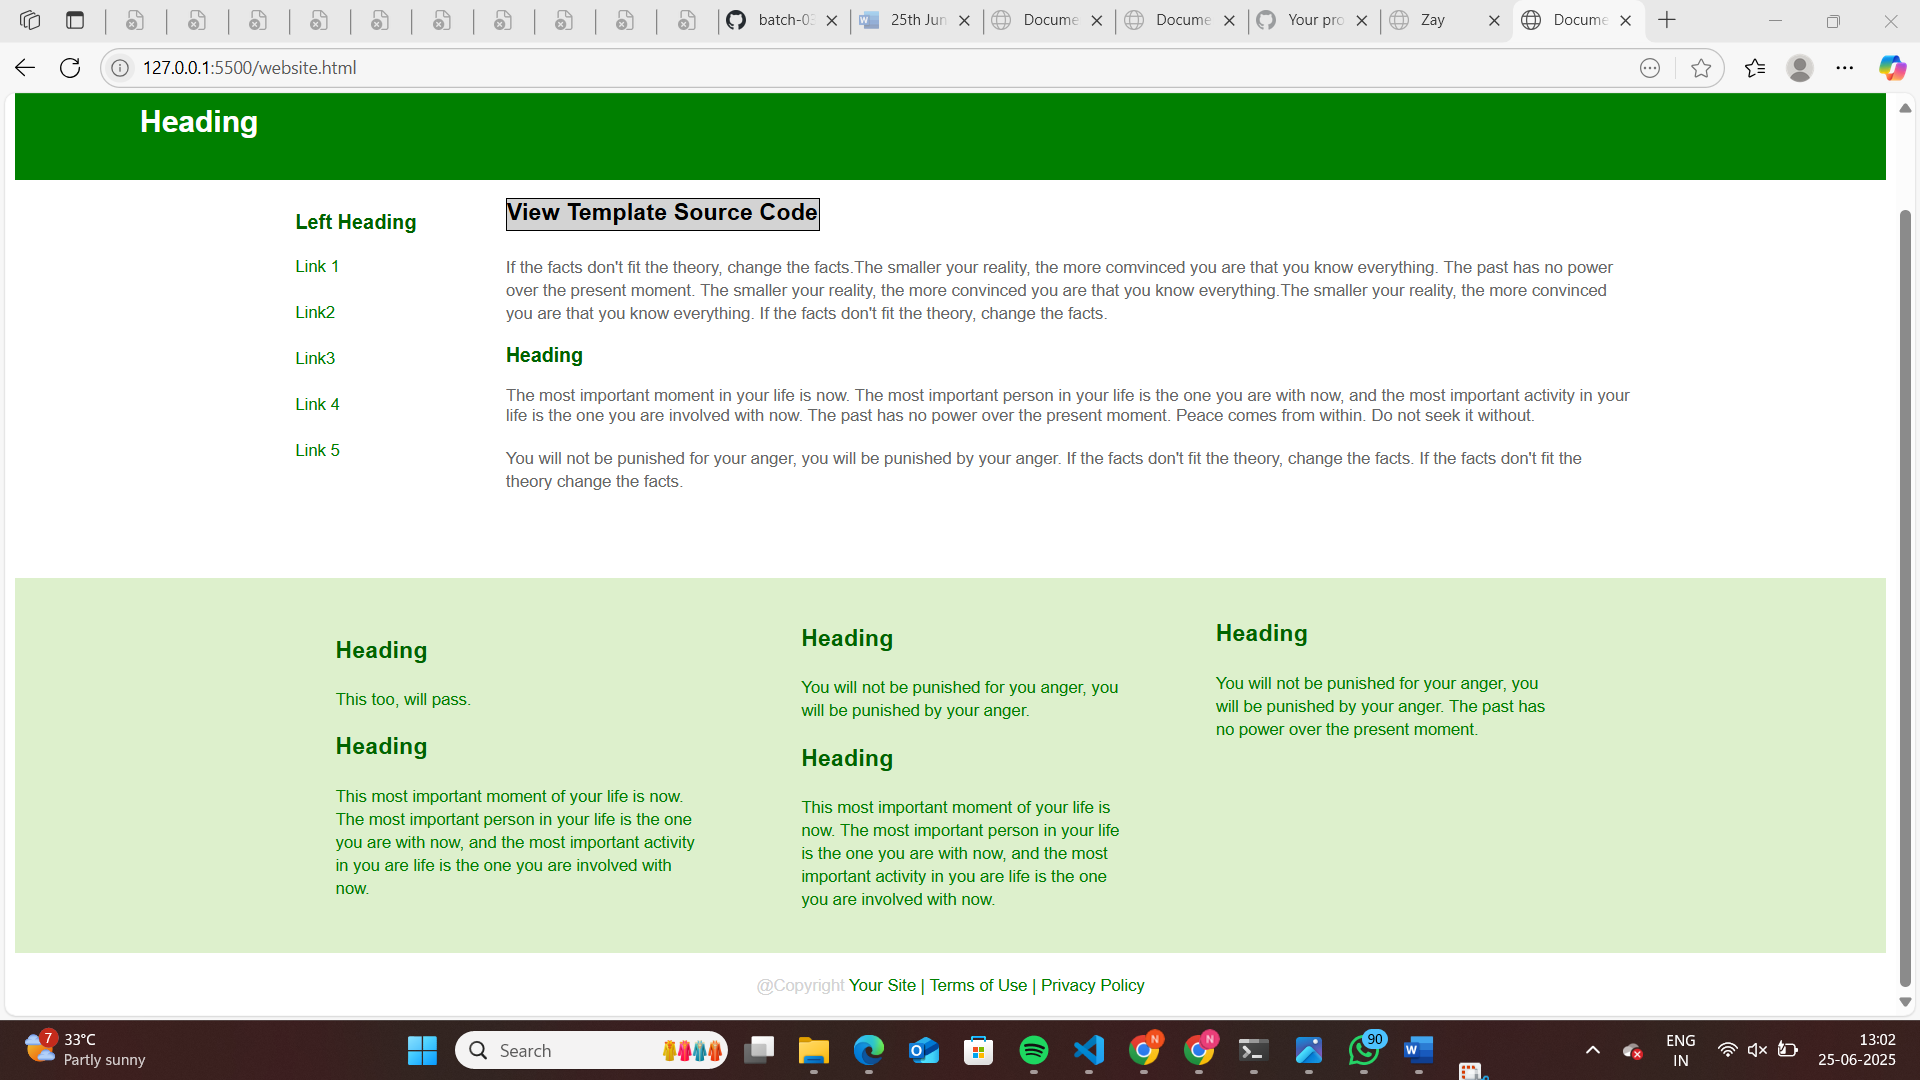 batch-03
25th Jun
Docume
Docume
Your pro
Zay
Docume
127.0.0.1:5500/website.html
Heading
Left Heading
Link 1
Link2
Link3
Link 4
Link 5
View Template Source Code
If the facts don't fit the theory, change the facts.The smaller your reality, the more comvinced you are that you know everything. The past has no power
over the present moment. The smaller your reality, the more convinced you are that you know everything.The smaller your reality, the more convinced
you are that you know everything. If the facts don't fit the theory, change the facts.
Heading
The most important moment in your life is now. The most important person in your life is the one you are with now, and the most important activity in your
life is the one you are involved with now. The past has no power over the present moment. Peace comes from within. Do not seek it without.
You will not be punished for your anger, you will be punished by your anger. If the facts don't fit the theory, change the facts. If the facts don't fit the
theory change the facts.
Heading
This too, will pass.
Heading
This most important moment of your life is now.
The most important person in your life is the one
you are with now, and the most important activity
in you are life is the one you are involved with
now.
Heading
You will not be punished for you anger, you
will be punished by your anger.
Heading
This most important moment of your life is
now. The most important person in your life
is the one you are with now, and the most
important activity in you are life is the one
you are involved with now.
Heading
You will not be punished for your anger, you
will be punished by your anger. The past has
no power over the present moment.
@Copyright Your Site | Terms of Use | Privacy Policy
7
33°C
Partly sunny
Search
N
N
90
ENG
IN
13:02
25-06-2025